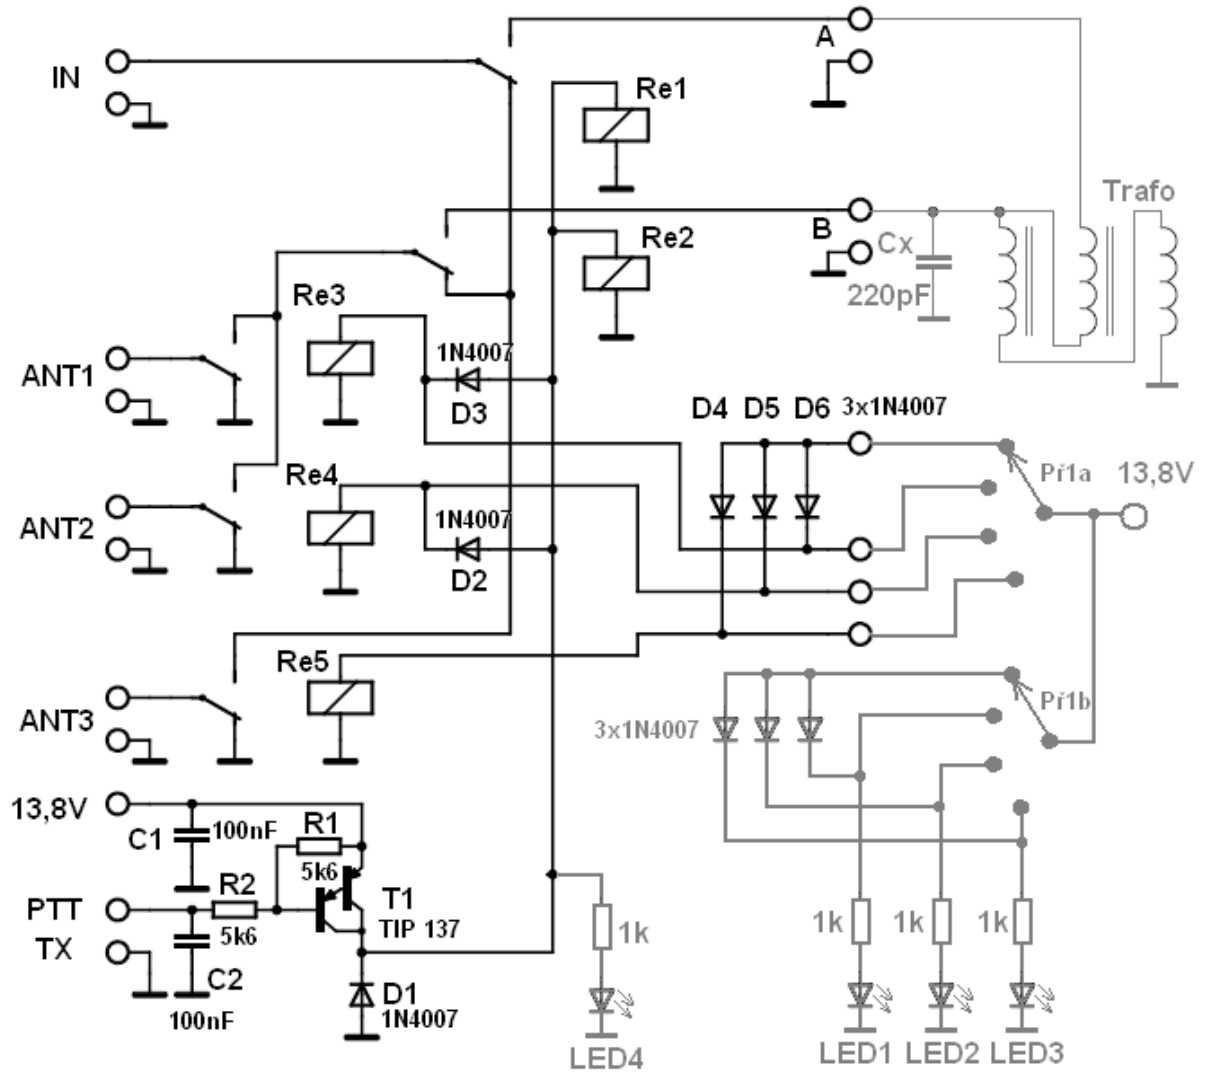 A
IN
Re1
Trafo
B
Re2
Cx
220pF
Re3
1N4007
ANT1
D3
D4 D5 D6 3x1N4007
Re4
Př1a
13,8V
1N4007
ANT2
D2
Re5
Př1b
ANT3
3x1N4007
13,8V
C1
100nF
R1
5k6
R2
T1
PTT
TIP 137
1k
1k 1k 1k
5k6
TX
C2
D1
100nF
1N4007
LED4
LED1 LED2 LED3